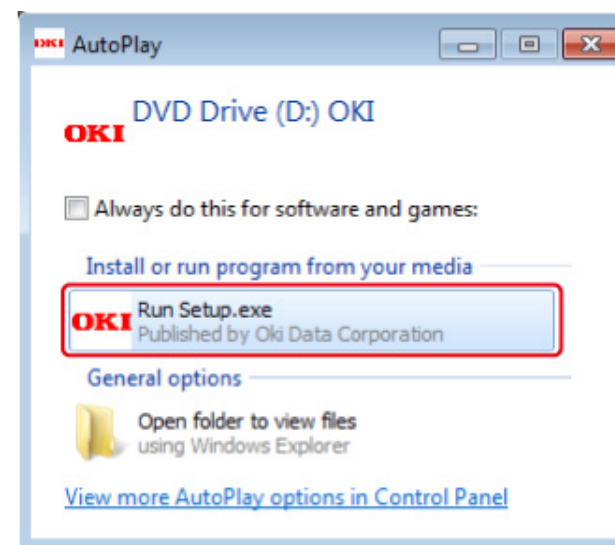 OKI AutoPlay
OKI DVD Drive (D:) OKI
Always do this for software and games:
Install or run program from your media
OKI Run Setup.exe
Published by Oki Data Corporation
General options
Open folder to view files
using Windows Explorer
View more AutoPlay options in Control Panel